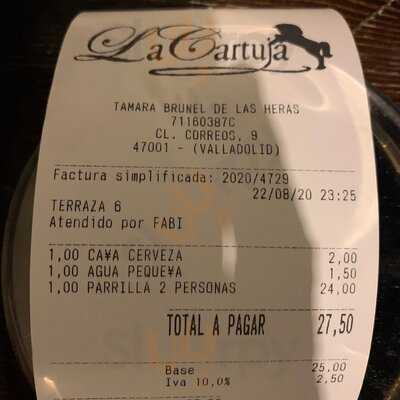 La Cartuja
TAMARA BRUNEL DE LAS HERAS
71160387C
CL. CORREOS, 9
47001 - (VALLADOLID)
Factura simplificada: 2020/4729
22/08/20 23:25
TERRAZA 6
Atendido por FABI
1,00 CA¥A CERVEZA 2,00
1,00 AGUA PEQUE¥A 1,50
1,00 PARRILLA 2 PERSONAS 24,00
TOTAL A PAGAR 27,50
Base 25,00
Iva 10,0% 2,50